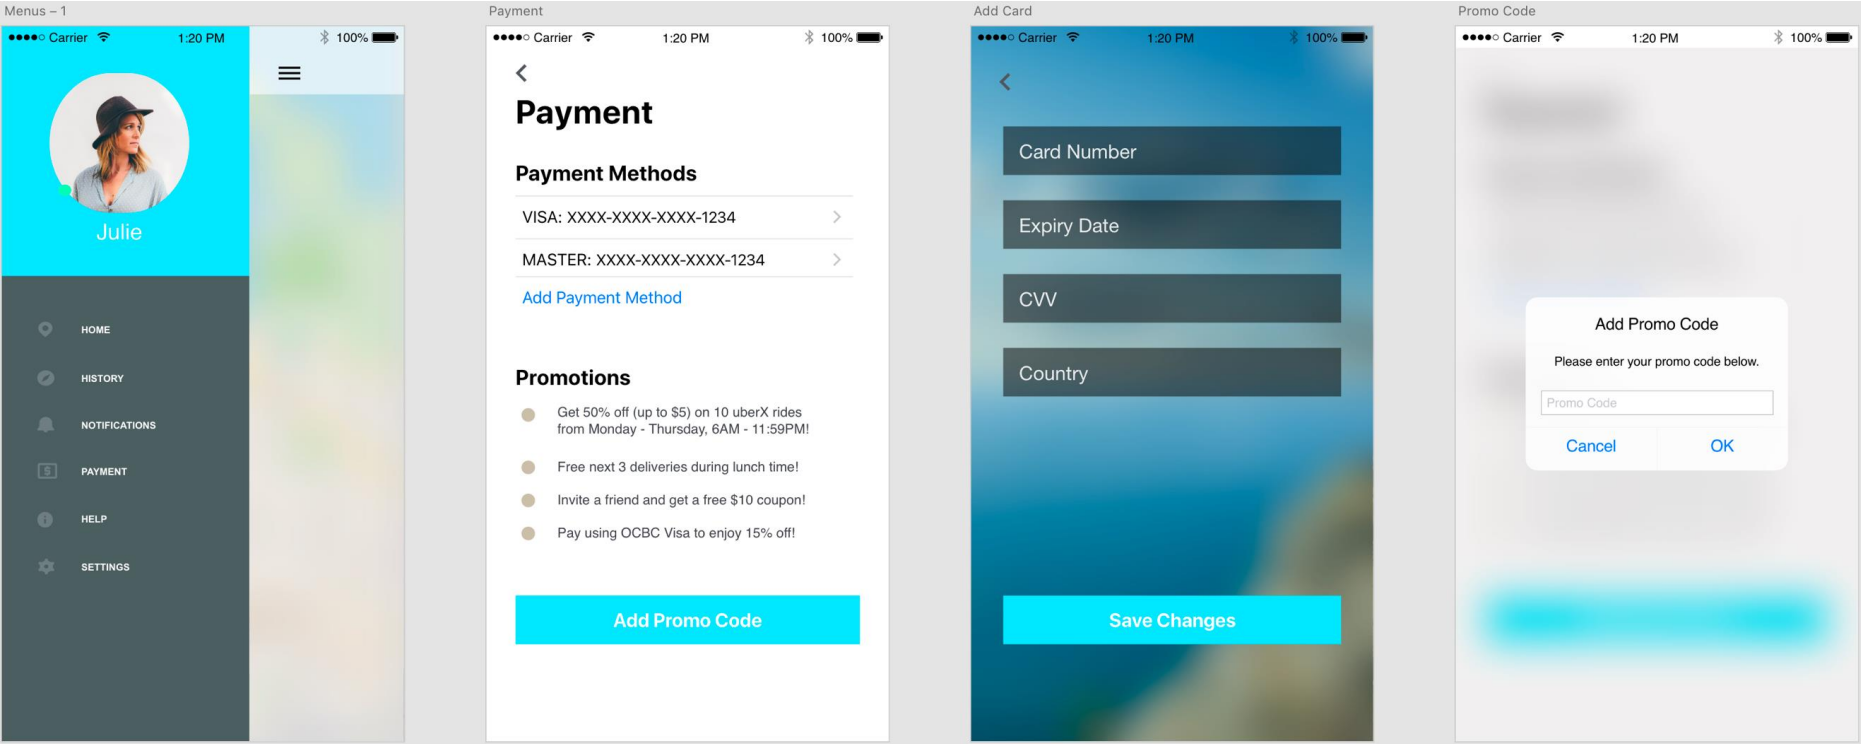 Menus – 1
Carrier 1:20 PM 100%
Julie
HOME
HISTORY
NOTIFICATIONS
PAYMENT
HELP
SETTINGS
Payment
Carrier 1:20 PM 100%
Payment
Payment Methods
VISA: XXXX-XXXX-XXXX-1234
MASTER: XXXX-XXXX-XXXX-1234
Add Payment Method
Promotions
Get 50% off (up to $5) on 10 uberX rides
from Monday - Thursday, 6AM - 11:59PM!
Free next 3 deliveries during lunch time!
Invite a friend and get a free $10 coupon!
Pay using OCBC Visa to enjoy 15% off!
Add Promo Code
Add Card
Carrier 1:20 PM 100%
Card Number
Expiry Date
CVV
Country
Save Changes
Promo Code
Carrier 1:20 PM 100%
Add Promo Code
Please enter your promo code below.
Promo Code
Cancel OK